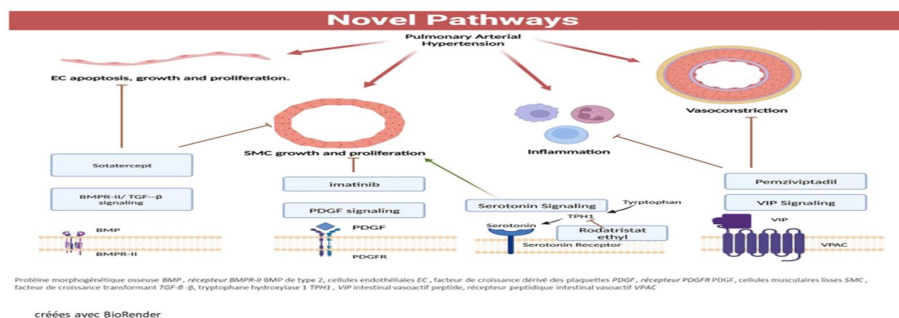 Novel Pathways
Pulmonary Arterial
Hypertension
EC apoptosis, growth and proliferation.
Vasoconstriction
SMC growth and proliferation
Inflammation
Sotatercept
imatinib
Pemziviptadil
BMPR-II/ TGF-β
signaling
PDGF signaling
Serotonin Signaling
Tyrptophan
VIP Signaling
TPH1
Serotonin
Rodatristat
ethyl
VIP
BMP
PDGF
Serotonin Receptor
VPAC
BMPR-II
PDGFR
Protéine morphogénétique osseuse BMP , récepteur BMPR-II BMP de type 2, cellules endothéliales EC , facteur de croissance dérivé des plaquettes PDGF , récepteur PDGFR PDGF, cellules musculaires lisses SMC ,
facteur de croissance transformant TGF-ß -β, tryptophane hydroxylase 1 TPH1 , VIP intestinal vasoactif peptide, récepteur peptidique intestinal vasoactif VPAC
créées avec BioRender